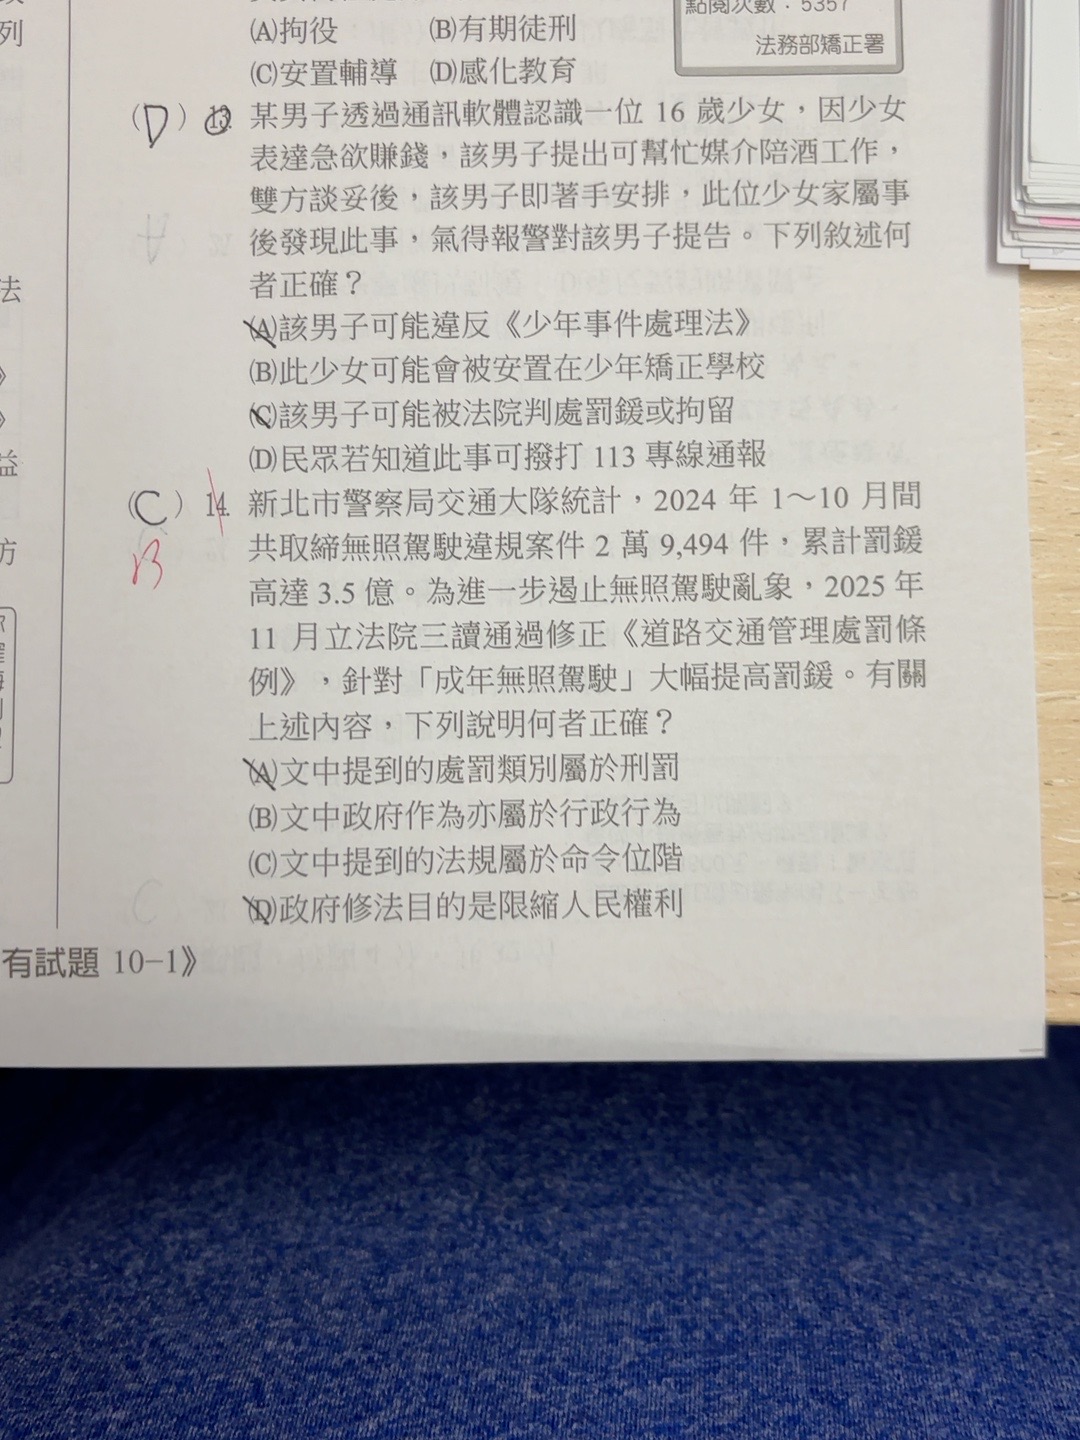 點閱次數：5357
法務部矯正署
(A)拘役 (B)有期徒刑
(C)安置輔導 (D)感化教育
(D) 13. 某男子透過通訊軟體認識一位 16 歲少女，因少女
表達急欲賺錢，該男子提出可幫忙媒介陪酒工作，
雙方談妥後，該男子即著手安排，此位少女家屬事
後發現此事，氣得報警對該男子提告。下列敘述何
者正確？
(A)該男子可能違反《少年事件處理法》
(B)此少女可能會被安置在少年矯正學校
(C)該男子可能被法院判處罰鍰或拘留
(D)民眾若知道此事可撥打 113 專線通報
(C) 14. 新北市警察局交通大隊統計，2024 年 1～10 月間
B
共取締無照駕駛違規案件 2 萬 9,494 件，累計罰鍰
高達 3.5 億。為進一步遏止無照駕駛亂象，2025 年
11 月立法院三讀通過修正《道路交通管理處罰條
例》，針對「成年無照駕駛」大幅提高罰鍰。有關
上述內容，下列說明何者正確？
(A)文中提到的處罰類別屬於刑罰
(B)文中政府作為亦屬於行政行為
(C)文中提到的法規屬於命令位階
(D)政府修法目的是限縮人民權利
有試題 10−1》
列
法
》
》
益
方